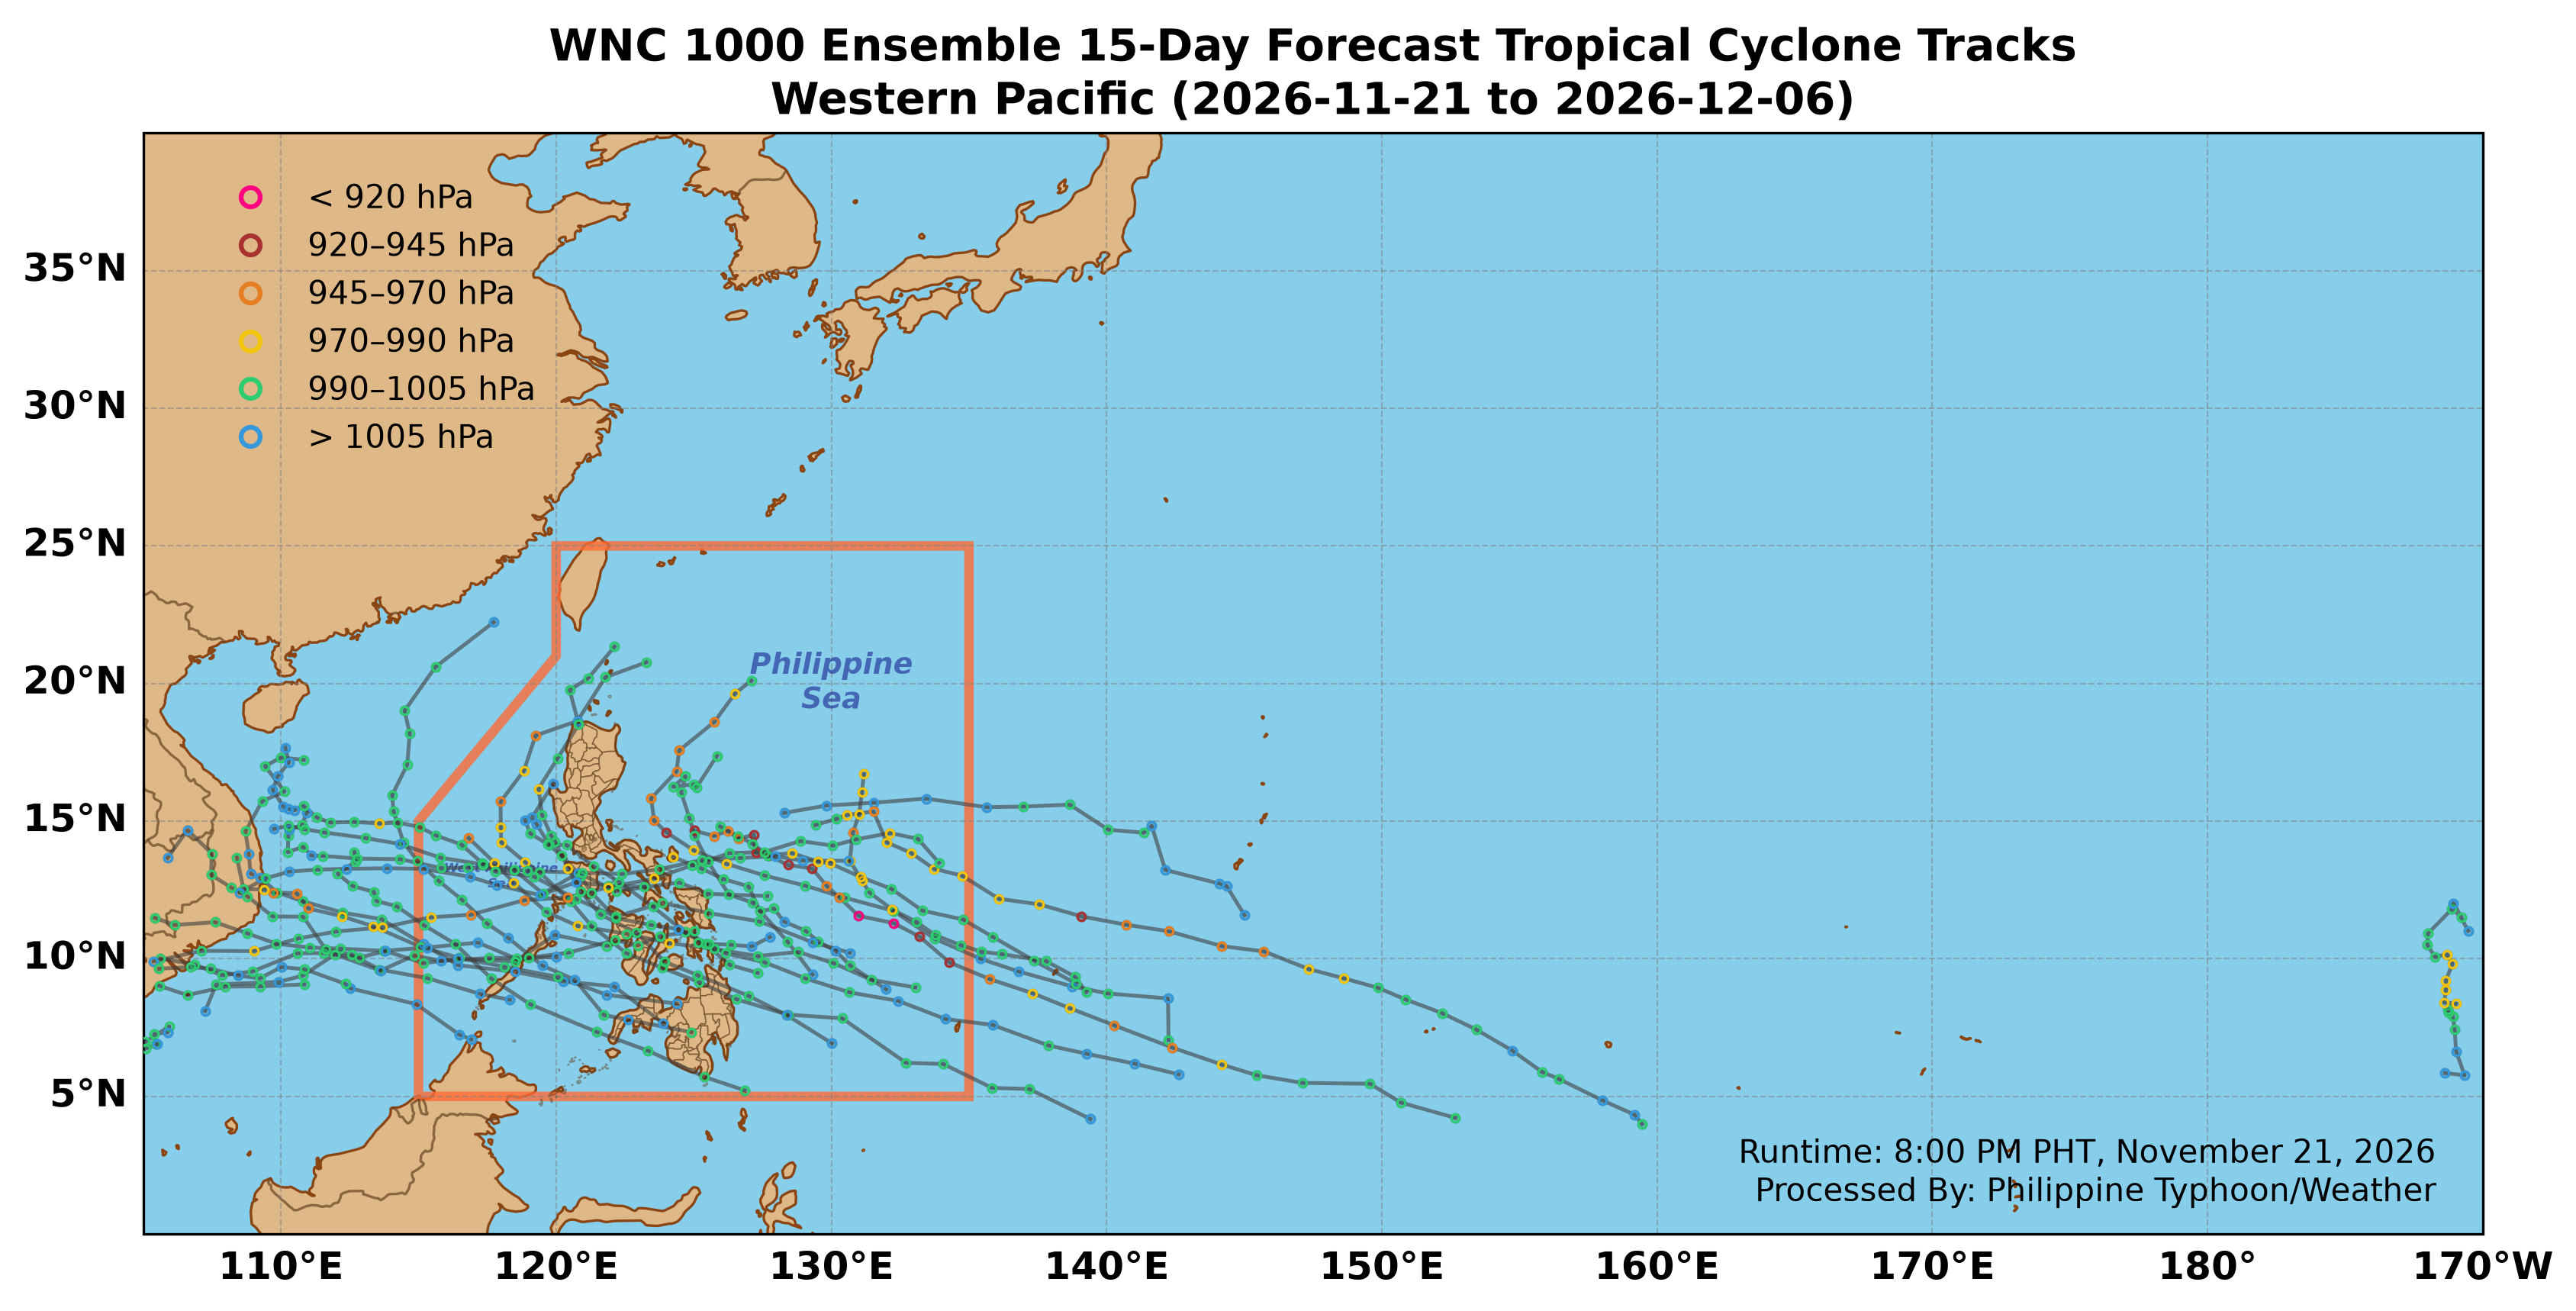 WNC 1000 Ensemble 15-Day Forecast Tropical Cyclone Tracks
Western Pacific (2026-11-21 to 2026-12-06)
< 920 hPa
920–945 hPa
945–970 hPa
970–990 hPa
990–1005 hPa
> 1005 hPa
35°N
30°N
25°N
20°N
15°N
10°N
5°N
Philippine
Sea
West Philippine
Sea
Runtime: 8:00 PM PHT, November 21, 2026
Processed By: Philippine Typhoon/Weather
110°E 120°E 130°E 140°E 150°E 160°E 170°E 180° 170°W